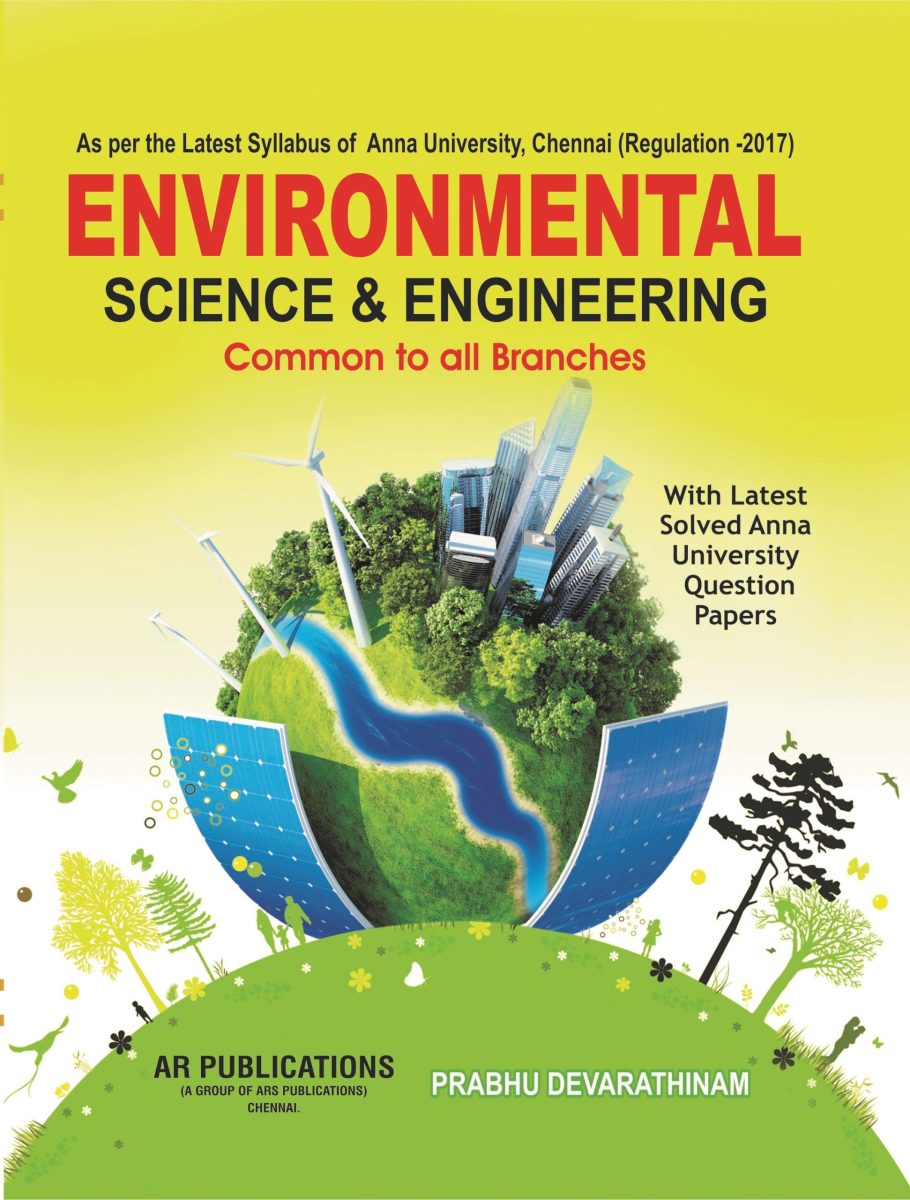 As per the Latest Syllabus of Anna University, Chennai (Regulation -2017)
ENVIRONMENTAL
SCIENCE & ENGINEERING
Common to all Branches
With Latest
Solved Anna
University
Question
Papers
AR PUBLICATIONS
(A GROUP OF ARS PUBLICATIONS)
CHENNAI.
PRABHU DEVARATHINAM